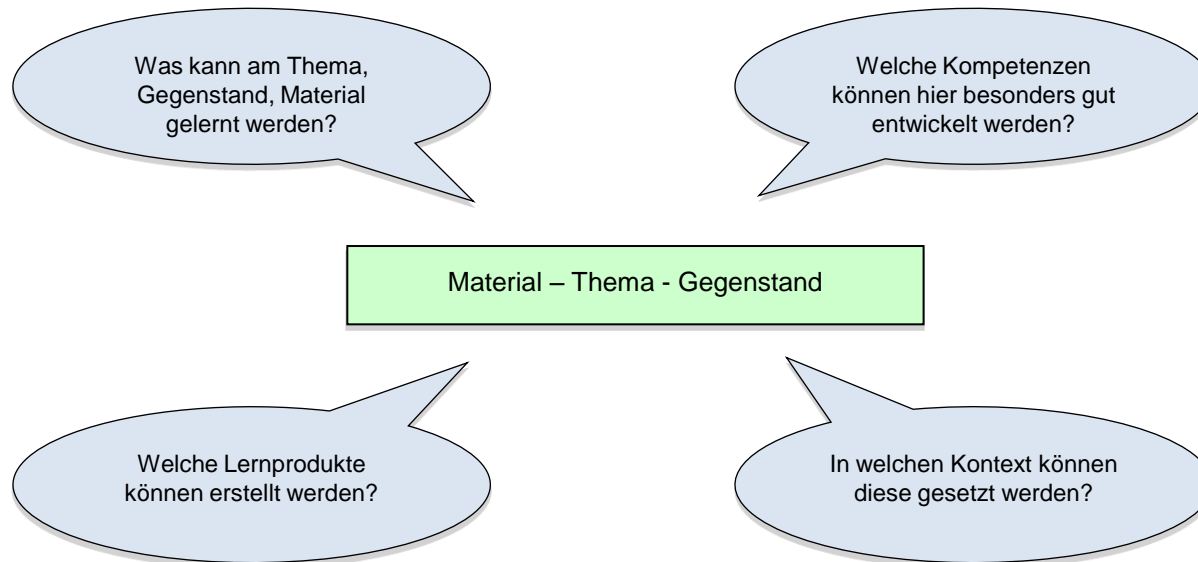 Was kann am Thema,
Gegenstand, Material
gelernt werden?
Welche Kompetenzen
können hier besonders gut
entwickelt werden?
Material – Thema - Gegenstand
Welche Lernprodukte
können erstellt werden?
In welchen Kontext können
diese gesetzt werden?